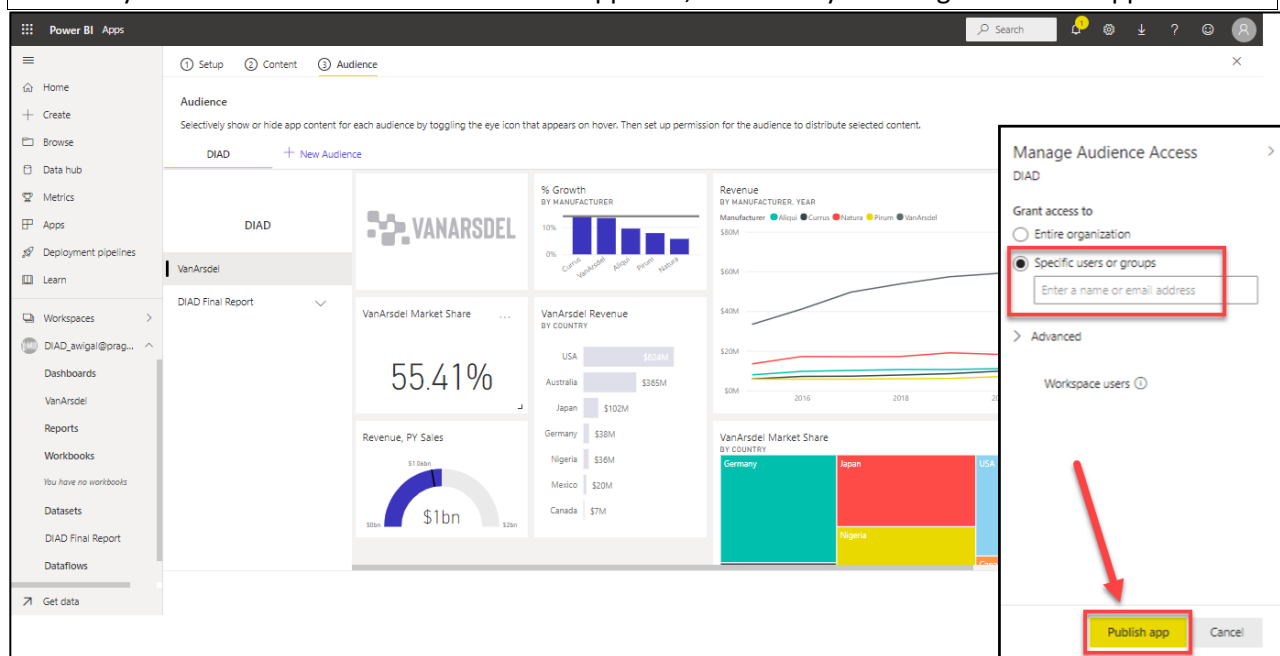 Power BI Apps
Search
1
?
Home
Create
Browse
Data hub
Metrics
Apps
Deployment pipelines
Learn
Workspaces
DIAD_awigal@prag...
Dashboards
VanArsdel
Reports
Workbooks
You have no workbooks
Datasets
DIAD Final Report
Dataflows
Get data
1 Setup 2 Content 3 Audience
Audience
Selectively show or hide app content for each audience by toggling the eye icon that appears on hover. Then set up permission for the audience to distribute selected content.
DIAD + New Audience
DIAD
VanArsdel
DIAD Final Report
VANARSDEL
% Growth
BY MANUFACTURER
10%
0%
Currus VanArsdel Aliqui Pirum Natura
Revenue
BY MANUFACTURER, YEAR
Manufacturer Aliqui Currus Natura Pirum VanArsdel
$80M
$60M
$40M
$20M
$0M
2016 2018
VanArsdel Market Share ...
55.41%
VanArsdel Revenue
BY COUNTRY
USA $624M
Australia $365M
Japan $102M
Germany $38M
Nigeria $36M
Mexico $20M
Canada $7M
Revenue, PY Sales
$1.06bn
$0bn $1bn $2bn
VanArsdel Market Share
BY COUNTRY
Germany Japan USA
Nigeria
Manage Audience Access
DIAD
Grant access to
Entire organization
Specific users or groups
Enter a name or email address
Advanced
Workspace users
Publish app Cancel